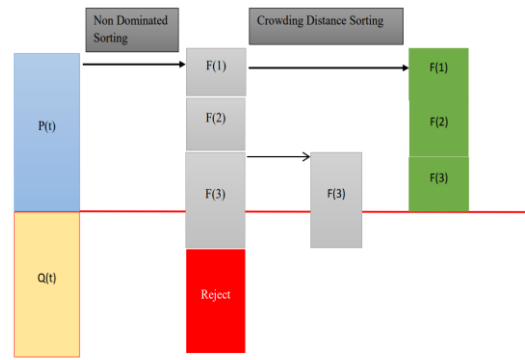 Non Dominated
Sorting
Crowding Distance Sorting
P(t)
Q(t)
F(1)
F(2)
F(3)
Reject
F(3)
F(1)
F(2)
F(3)